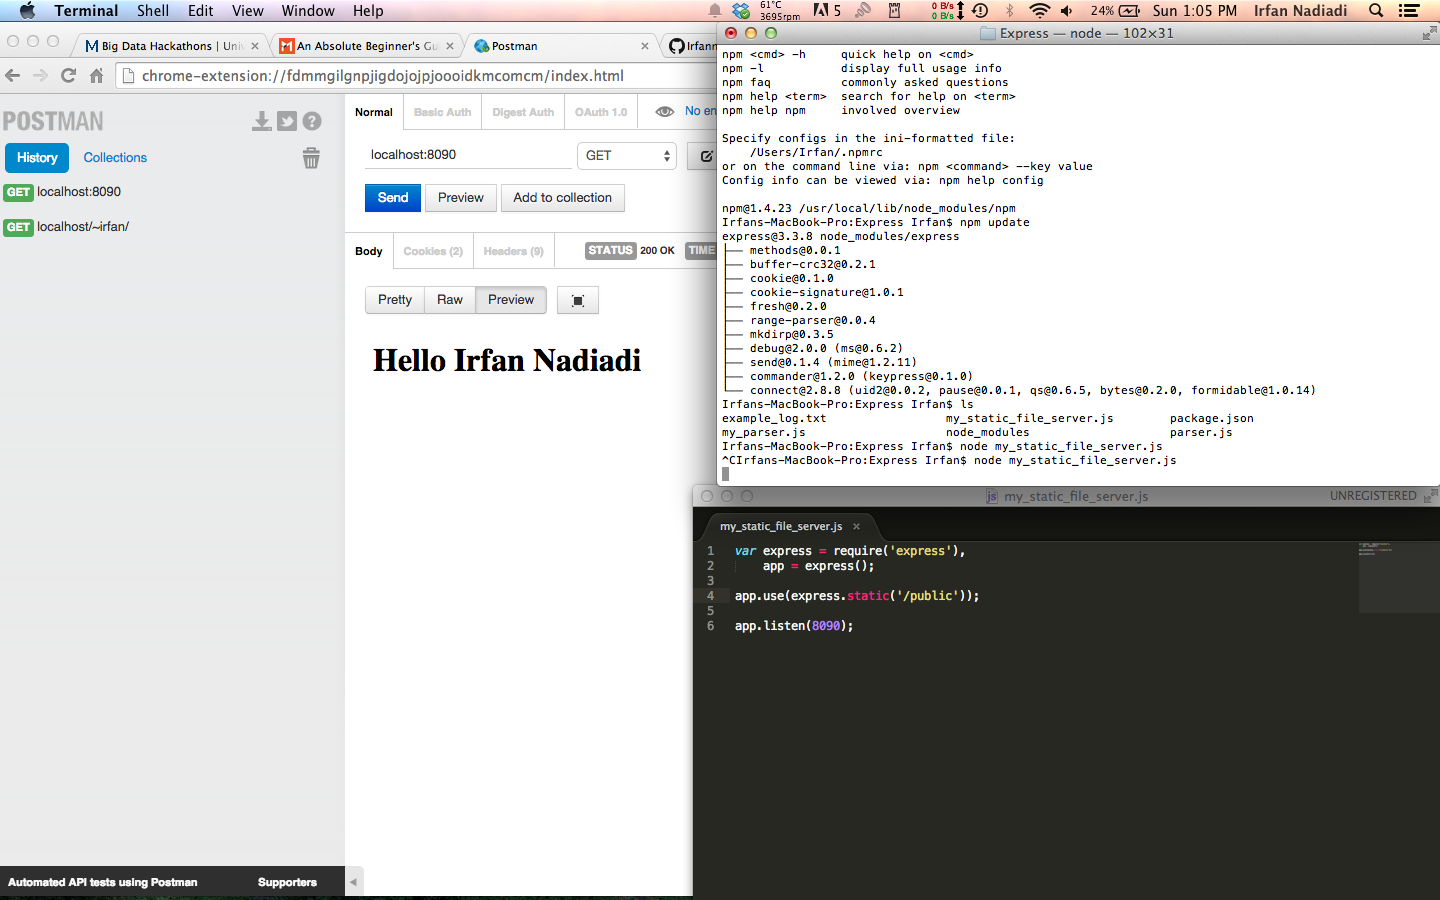 Terminal Shell Edit View Window Help
61°C
3695rpm
5
0 B/s
0 B/s
24%
Sun 1:05 PM Irfan Nadiadi
Big Data Hackathons | Univ
An Absolute Beginner's Gu
Postman
Irfann
chrome-extension://fdmmgilgnpjigdojojpjoooidkmcomcm/index.html
POSTMAN
History Collections
GET localhost:8090
GET localhost/~irfan/
Automated API tests using Postman Supporters
Normal Basic Auth Digest Auth OAuth 1.0 No en
localhost:8090 GET
Send Preview Add to collection
Body Cookies (2) Headers (9) STATUS 200 OK TIME
Pretty Raw Preview
Hello Irfan Nadiadi
Express — node — 102×31
npm <cmd> -h quick help on <cmd>
npm -l display full usage info
npm faq commonly asked questions
npm help <term> search for help on <term>
npm help npm involved overview
Specify configs in the ini-formatted file:
/Users/Irfan/.npmrc
or on the command line via: npm <command> --key value
Config info can be viewed via: npm help config
npm@1.4.23 /usr/local/lib/node_modules/npm
Irfans-MacBook-Pro:Express Irfan$ npm update
express@3.3.8 node_modules/express
├── methods@0.0.1
├── buffer-crc32@0.2.1
├── cookie@0.1.0
├── cookie-signature@1.0.1
├── fresh@0.2.0
├── range-parser@0.0.4
├── mkdirp@0.3.5
├── debug@2.0.0 (ms@0.6.2)
├── send@0.1.4 (mime@1.2.11)
├── commander@1.2.0 (keypress@0.1.0)
└── connect@2.8.8 (uid2@0.0.2, pause@0.0.1, qs@0.6.5, bytes@0.2.0, formidable@1.0.14)
Irfans-MacBook-Pro:Express Irfan$ ls
example_log.txt my_static_file_server.js package.json
my_parser.js node_modules parser.js
Irfans-MacBook-Pro:Express Irfan$ node my_static_file_server.js
^CIrfans-MacBook-Pro:Express Irfan$ node my_static_file_server.js
my_static_file_server.js UNREGISTERED
my_static_file_server.js
1 var express = require('express'),
2 app = express();
3
4 app.use(express.static('/public'));
5
6 app.listen(8090);